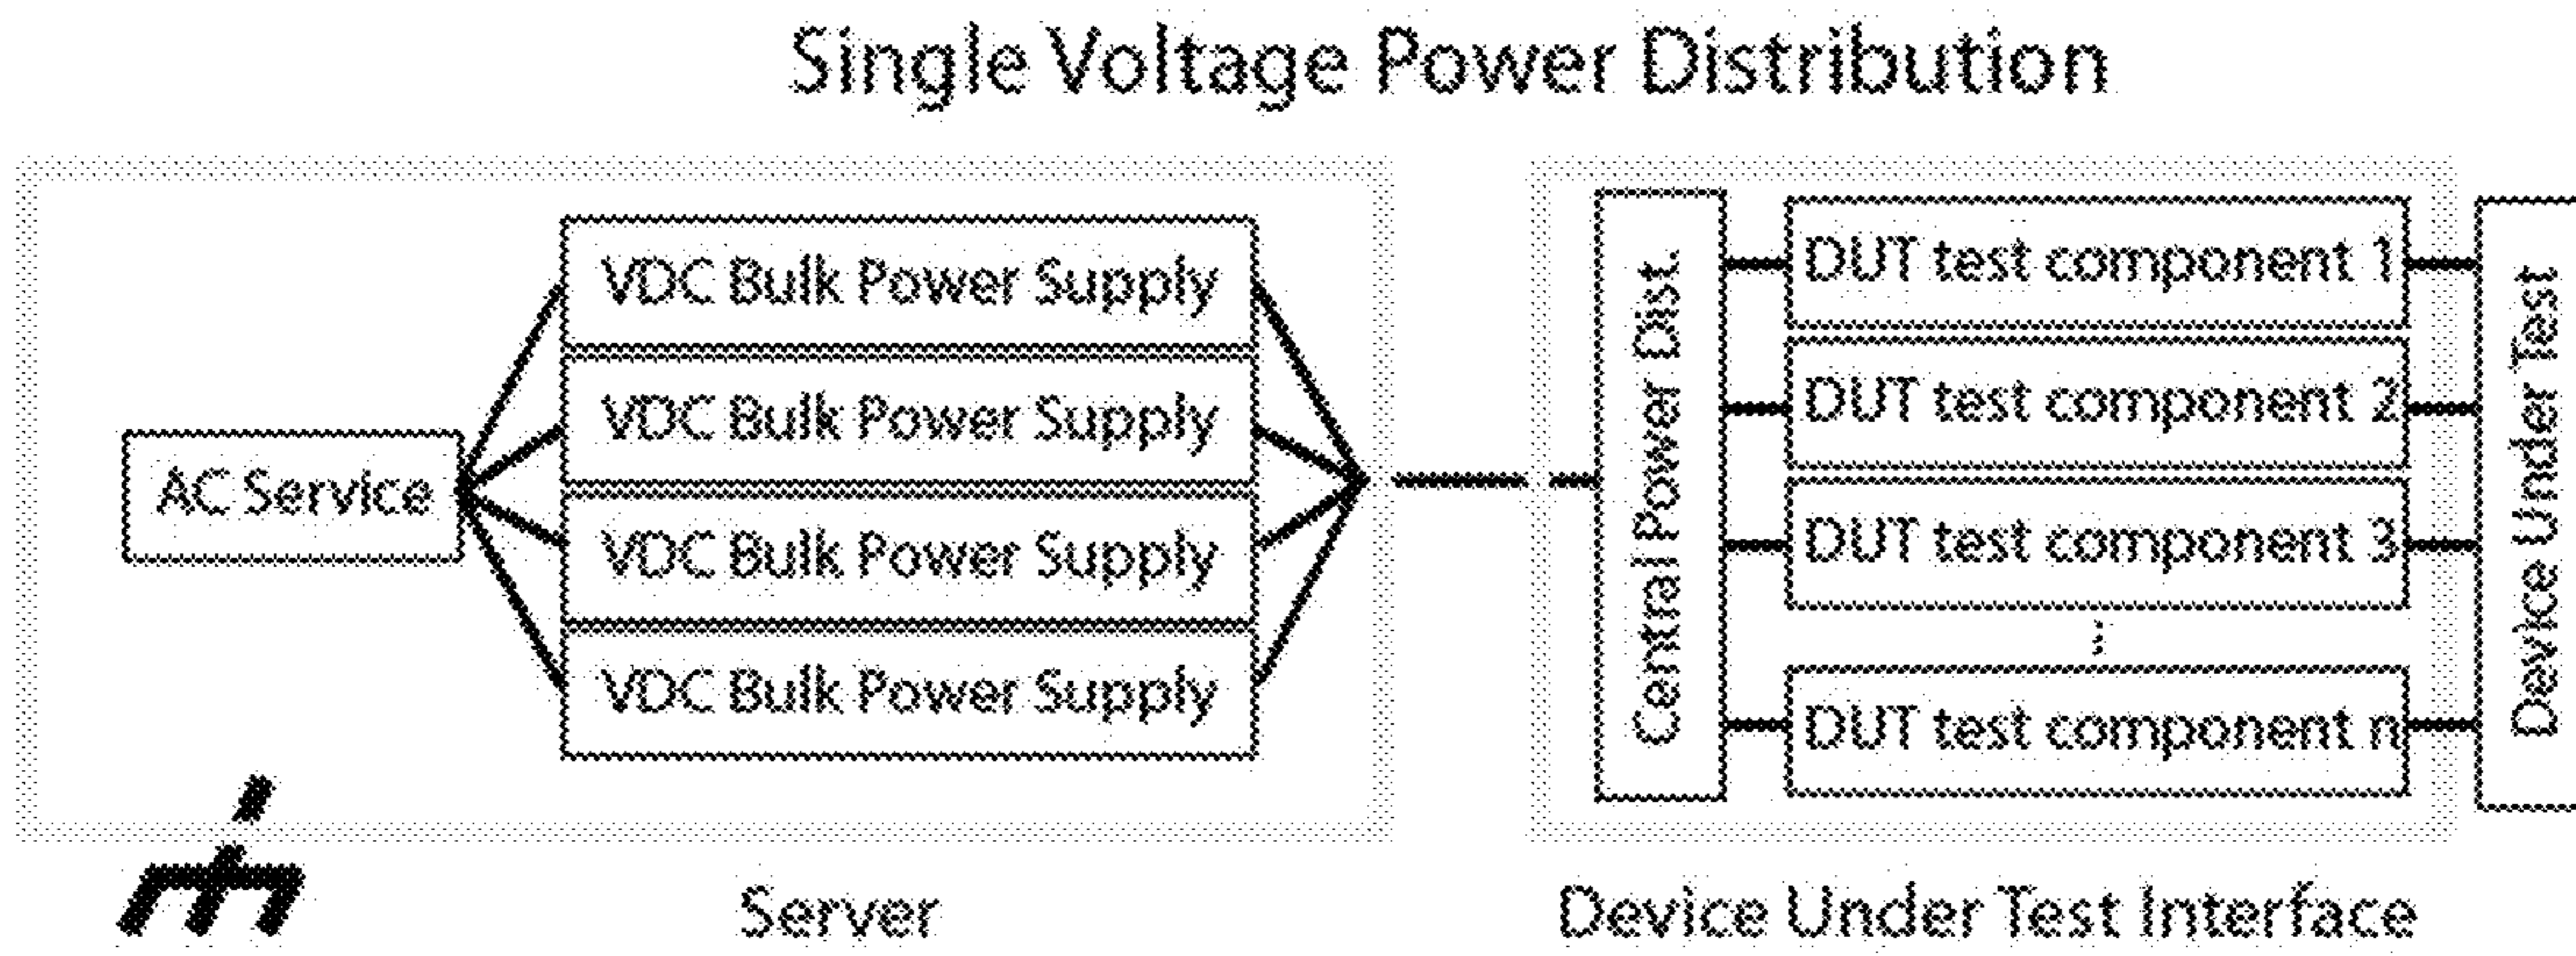 Single Voltage Power Distribution
AC Service
VDC Bulk Power Supply
VDC Bulk Power Supply
VDC Bulk Power Supply
VDC Bulk Power Supply
Central Power Dist.
DUT test component 1
DUT test component 2
DUT test component 3
⋮
DUT test component n
Device Under Test
Server
Device Under Test Interface